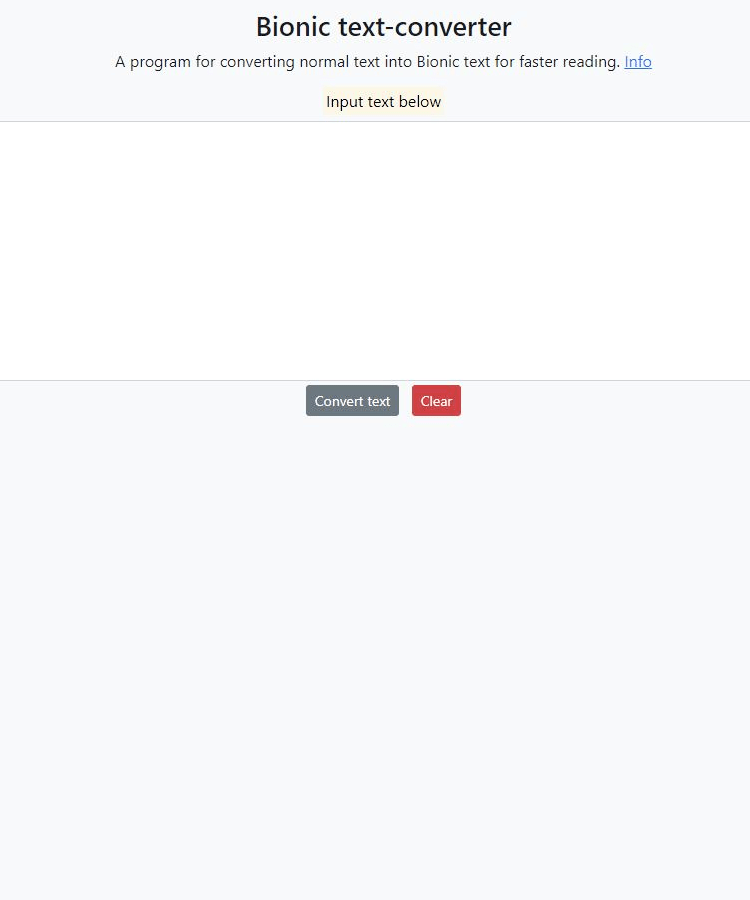 Bionic text-converter
A program for converting normal text into Bionic text for faster reading. Info
Input text below
Convert text Clear